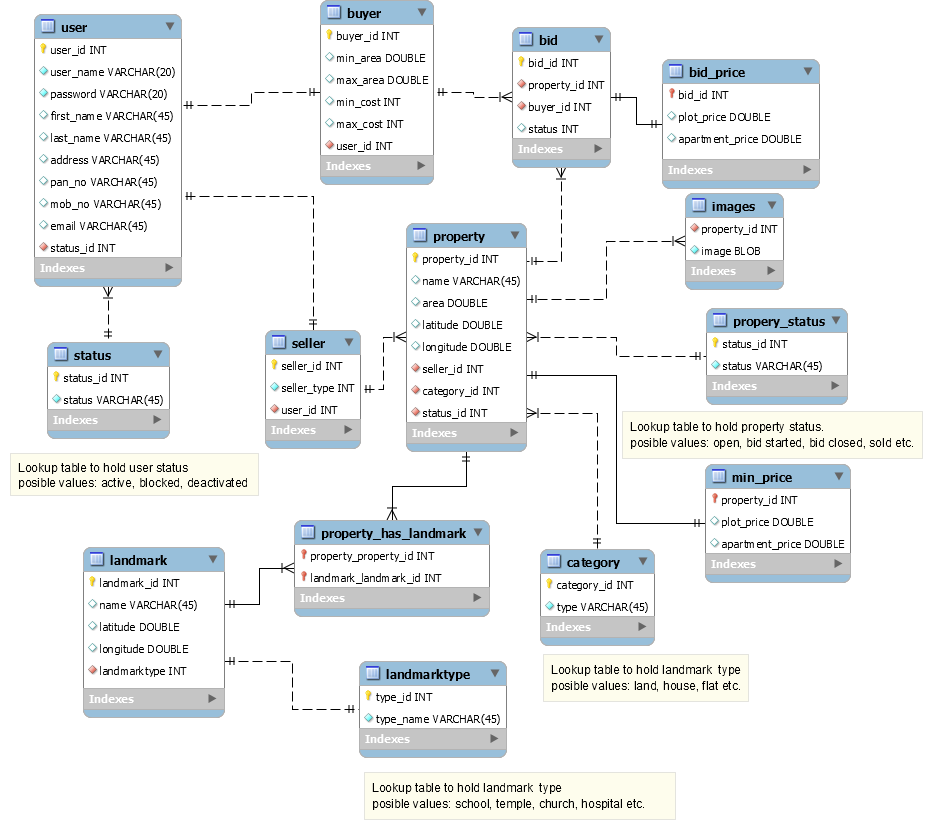 user
user_id INT
user_name VARCHAR(20)
password VARCHAR(20)
first_name VARCHAR(45)
last_name VARCHAR(45)
address VARCHAR(45)
pan_no VARCHAR(45)
mob_no VARCHAR(45)
email VARCHAR(45)
status_id INT
Indexes
buyer
buyer_id INT
min_area DOUBLE
max_area DOUBLE
min_cost INT
max_cost INT
user_id INT
Indexes
bid
bid_id INT
property_id INT
buyer_id INT
status INT
Indexes
bid_price
bid_id INT
plot_price DOUBLE
apartment_price DOUBLE
Indexes
images
property_id INT
image BLOB
Indexes
property
property_id INT
name VARCHAR(45)
area DOUBLE
latitude DOUBLE
longitude DOUBLE
seller_id INT
category_id INT
status_id INT
Indexes
propery_status
status_id INT
status VARCHAR(45)
Indexes
Lookup table to hold property status.
posible values: open, bid started, bid closed, sold etc.
status
status_id INT
status VARCHAR(45)
Indexes
Lookup table to hold user status
posible values: active, blocked, deactivated
seller
seller_id INT
seller_type INT
user_id INT
Indexes
min_price
property_id INT
plot_price DOUBLE
apartment_price DOUBLE
Indexes
property_has_landmark
property_property_id INT
landmark_landmark_id INT
Indexes
landmark
landmark_id INT
name VARCHAR(45)
latitude DOUBLE
longitude DOUBLE
landmarktype INT
Indexes
category
category_id INT
type VARCHAR(45)
Indexes
Lookup table to hold landmark type
posible values: land, house, flat etc.
landmarktype
type_id INT
type_name VARCHAR(45)
Indexes
Lookup table to hold landmark type
posible values: school, temple, church, hospital etc.